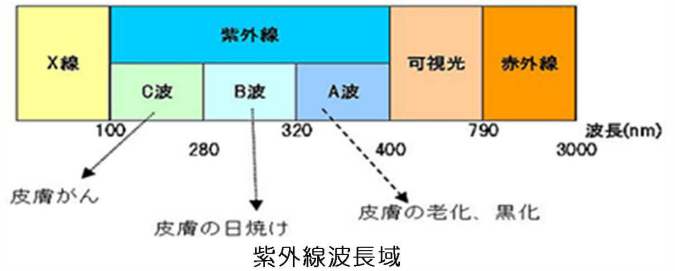 X線
紫外線
可視光
赤外線
C波
B波
A波
100
320
790
波長(nm)
280
400
3000
皮膚がん
皮膚の日焼け
皮膚の老化、黒化
紫外線波長域